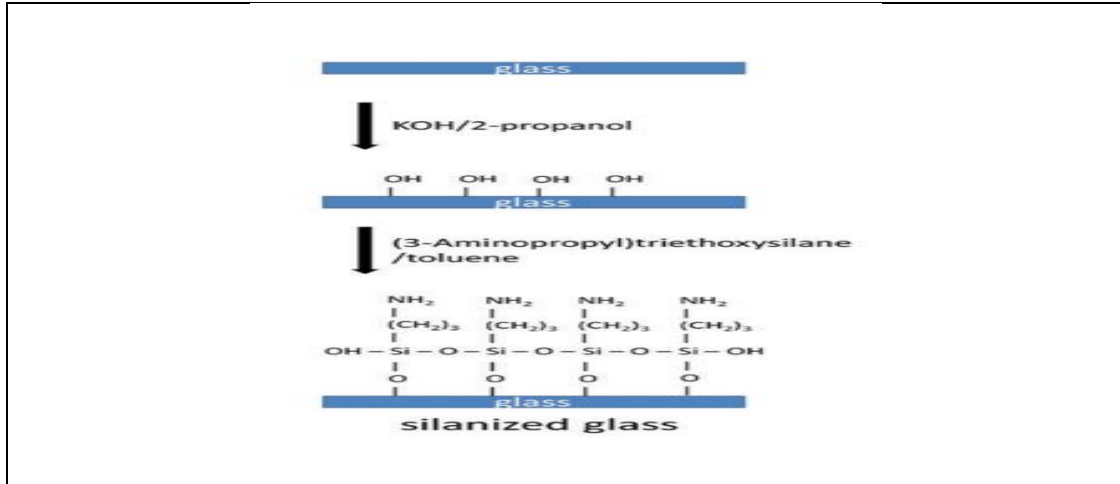 glass
KOH/2-propanol
OH OH OH OH
glass
(3-Aminopropyl)triethoxysilane
/toluene
NH₂ NH₂ NH₂ NH₂
(CH₂)₃ (CH₂)₃ (CH₂)₃ (CH₂)₃
OH – Si – O – Si – O – Si – O – Si – OH
O O O O
glass
silanized glass